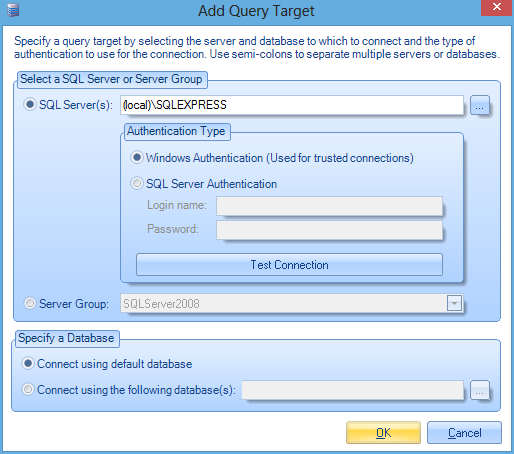 Add Query Target
Specify a query target by selecting the server and database to which to connect and the type of
authentication to use for the connection. Use semi-colons to separate multiple servers or databases.
Select a SQL Server or Server Group
SQL Server(s): (local)\SQLEXPRESS ...
Authentication Type
Windows Authentication (Used for trusted connections)
SQL Server Authentication
Login name:
Password:
Test Connection
Server Group: SQLServer2008
Specify a Database
Connect using default database
Connect using the following database(s): ...
OK Cancel